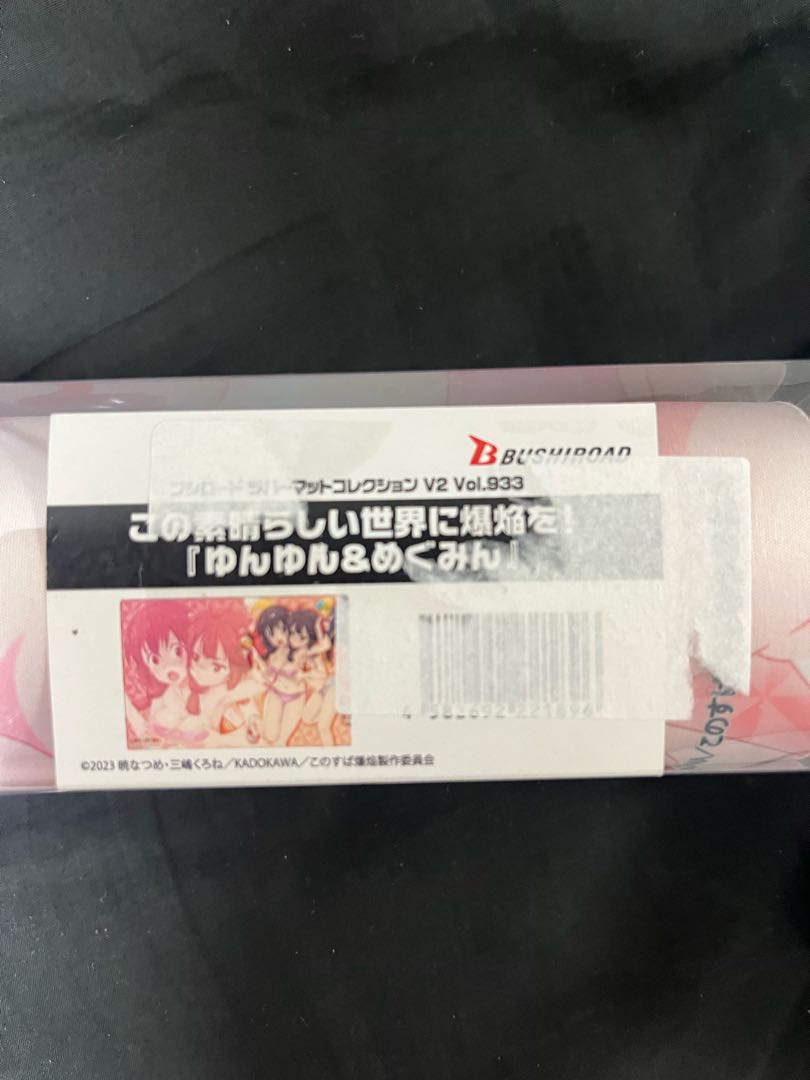 BUSHIROAD
ブシロード ラバーマットコレクション V2 Vol.933
この素晴らしい世界に爆焔を!
『ゆんゆん&めぐみん』
©2023 暁なつめ・三嶋くろね/KADOKAWA/このすば爆焔製作委員会